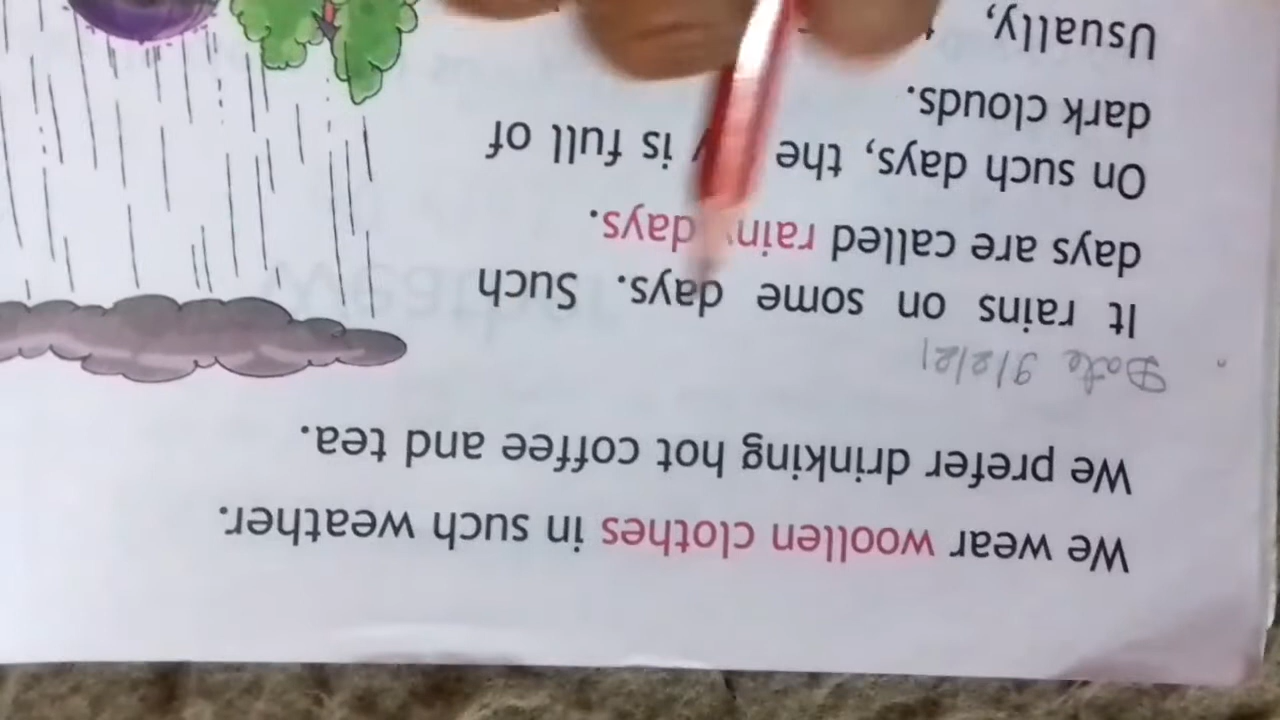 We wear woollen clothes in such weather.
We prefer drinking hot coffee and tea.
Date 9/2/21
It rains on some days. Such
days are called rain days.
On such days, the is full of
dark clouds.
Usually,